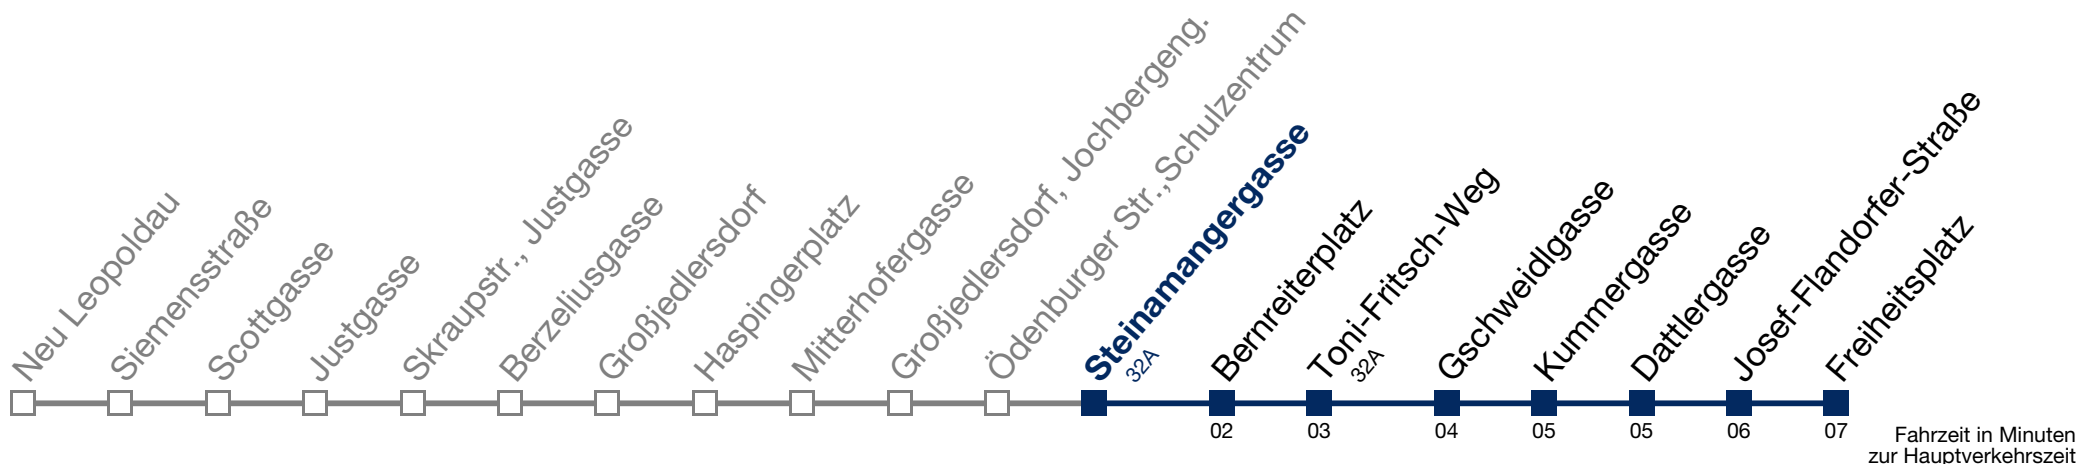 Neu Leopoldau
Siemensstraße
Scottgasse
Justgasse
Skraupstr., Justgasse
Berzeliusgasse
Großjedlersdorf
Haspingerplatz
Mitterhofergasse
Großjedlersdorf, Jochbergeng.
Ödenburger Str.,Schulzentrum
Steinamangergasse
32A
Bernreiterplatz
Toni-Fritsch-Weg
32A
Gschweidlgasse
Kummergasse
Dattlergasse
Josef-Flandorfer-Straße
Freiheitsplatz
02
03
04
05
05
06
07
Fahrzeit in Minuten
zur Hauptverkehrszeit